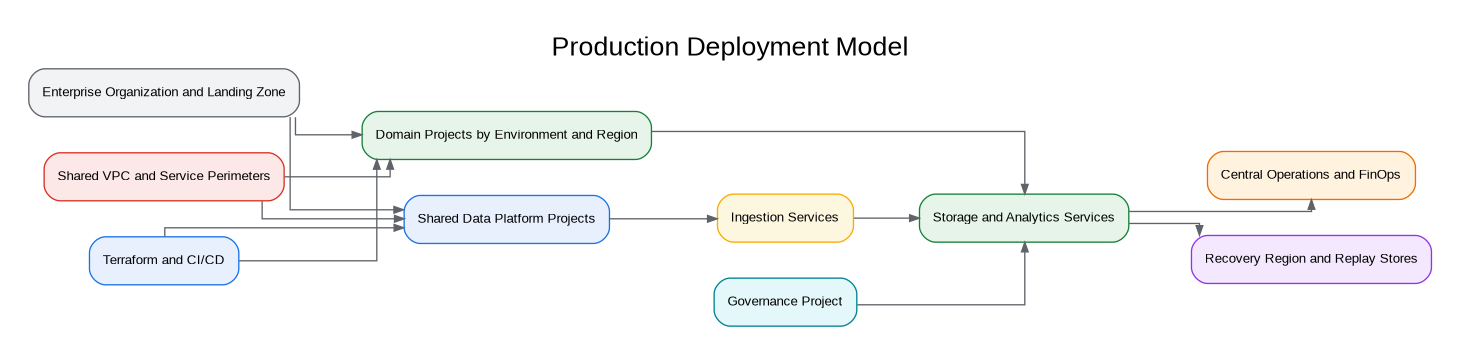 Production Deployment Model
Enterprise Organization and Landing Zone
Domain Projects by Environment and Region
Shared VPC and Service Perimeters
Central Operations and FinOps
Shared Data Platform Projects
Ingestion Services
Storage and Analytics Services
Terraform and CI/CD
Recovery Region and Replay Stores
Governance Project